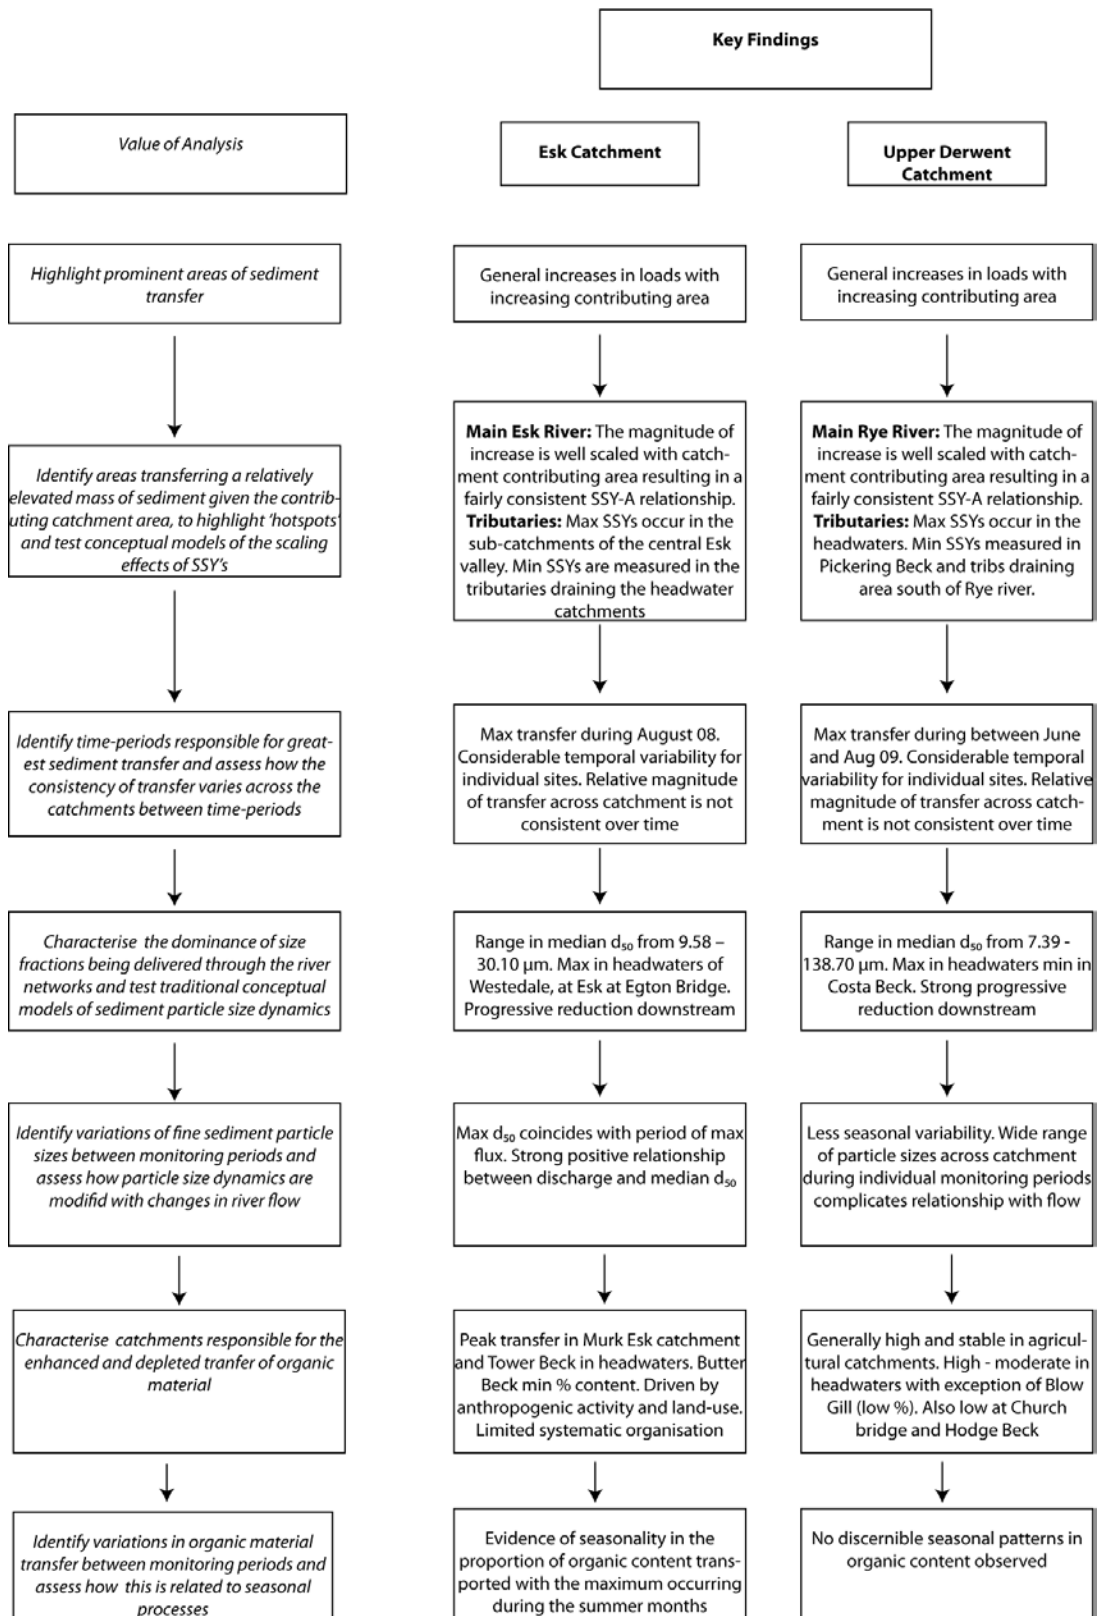 Key Findings
Value of Analysis
Esk Catchment
Upper Derwent
Catchment
Highlight prominent areas of sediment
transfer
General increases in loads with
increasing contributing area
General increases in loads with
increasing contributing area
Identify areas transferring a relatively
elevated mass of sediment given the contrib-
uting catchment area, to highlight 'hotspots'
and test conceptual models of the scaling
effects of SSY's
Main Esk River: The magnitude of
increase is well scaled with catch-
ment contributing area resulting in a
fairly consistent SSY-A relationship.
Tributaries: Max SSYs occur in the
sub-catchments of the central Esk
valley. Min SSYs are measured in the
tributaries draining the headwater
catchments
Main Rye River: The magnitude of
increase is well scaled with catch-
ment contributing area resulting in a
fairly consistent SSY-A relationship.
Tributaries: Max SSYs occur in the
headwaters. Min SSYs measured in
Pickering Beck and tribs draining
area south of Rye river.
Identify time-periods responsible for great-
est sediment transfer and assess how the
consistency of transfer varies across the
catchments between time-periods
Max transfer during August 08.
Considerable temporal variability for
individual sites. Relative magnitude
of transfer across catchment is not
consistent over time
Max transfer during between June
and Aug 09. Considerable temporal
variability for individual sites. Relative
magnitude of transfer across catch-
ment is not consistent over time
Characterise the dominance of size
fractions being delivered through the river
networks and test traditional conceptual
models of sediment particle size dynamics
Range in median d₅₀ from 9.58 –
30.10 μm. Max in headwaters of
Westedale, at Esk at Egton Bridge.
Progressive reduction downstream
Range in median d₅₀ from 7.39 -
138.70 μm. Max in headwaters min in
Costa Beck. Strong progressive
reduction downstream
Identify variations of fine sediment particle
sizes between monitoring periods and
assess how particle size dynamics are
modifid with changes in river flow
Max d₅₀ coincides with period of max
flux. Strong positive relationship
between discharge and median d₅₀
Less seasonal variability. Wide range
of particle sizes across catchment
during individual monitoring periods
complicates relationship with flow
Characterise catchments responsible for the
enhanced and depleted tranfer of organic
material
Peak transfer in Murk Esk catchment
and Tower Beck in headwaters. Butter
Beck min % content. Driven by
anthropogenic activity and land-use.
Limited systematic organisation
Generally high and stable in agricul-
tural catchments. High - moderate in
headwaters with exception of Blow
Gill (low %). Also low at Church
bridge and Hodge Beck
Identify variations in organic material
transfer between monitoring periods and
assess how this is related to seasonal
processes
Evidence of seasonality in the
proportion of organic content trans-
ported with the maximum occurring
during the summer months
No discernible seasonal patterns in
organic content observed